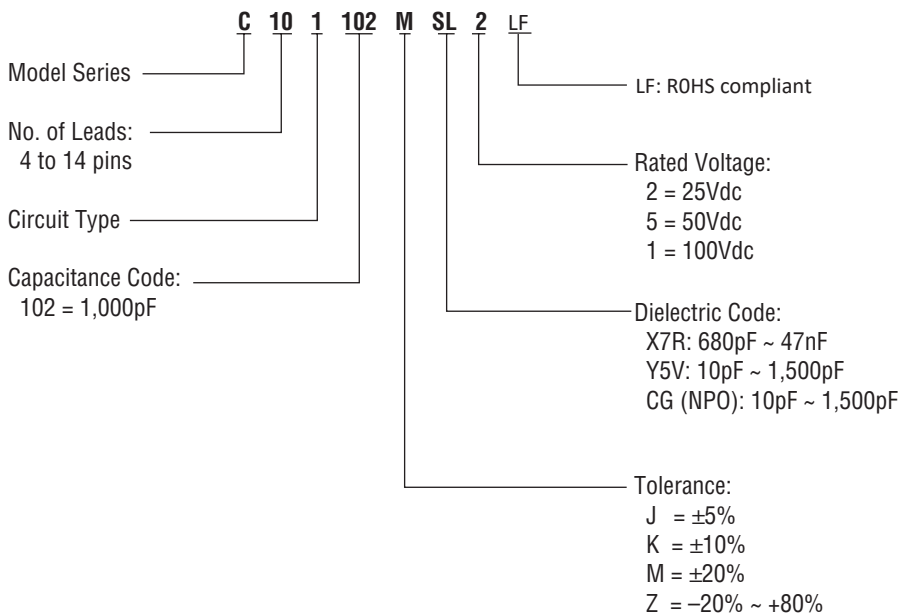 C 10 1 102 M SL 2 LF
Model Series
No. of Leads:
4 to 14 pins
Circuit Type
Capacitance Code:
102 = 1,000pF
LF: R0HS compliant
Rated Voltage:
2 = 25Vdc
5 = 50Vdc
1 = 100Vdc
Dielectric Code:
X7R: 680pF ~ 47nF
Y5V: 10pF ~ 1,500pF
CG (NPO): 10pF ~ 1,500pF
Tolerance:
J = ±5%
K = ±10%
M = ±20%
Z = –20% ~ +80%